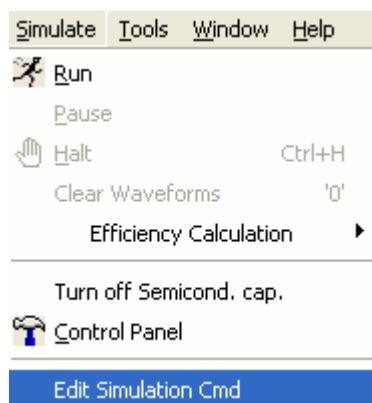 Simulate Tools Window Help
Run
Pause
Halt Ctrl+H
Clear Waveforms '0'
Efficiency Calculation
Turn off Semicond. cap.
Control Panel
Edit Simulation Cmd